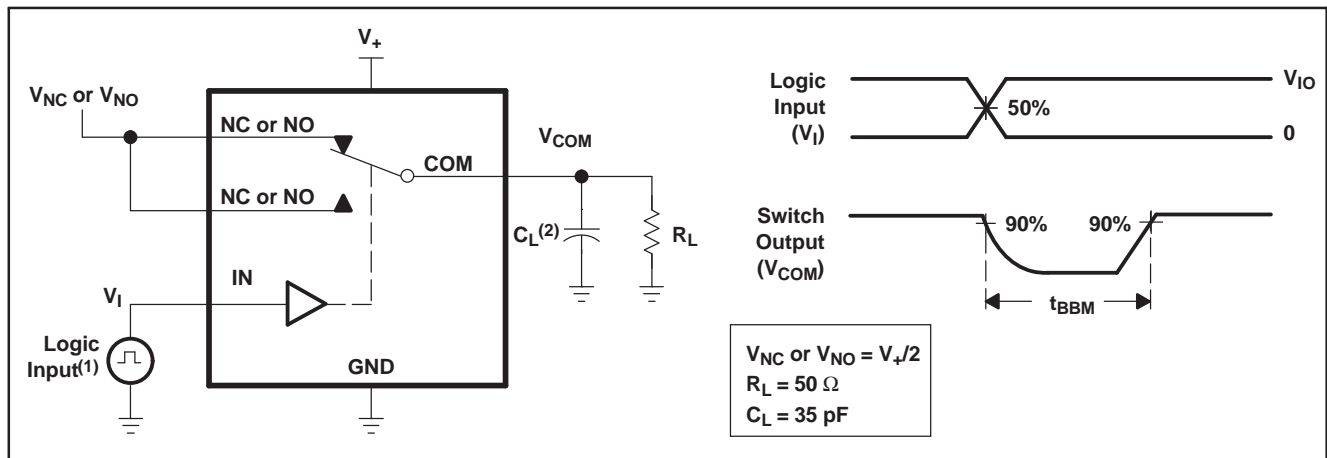 V+
VNC or VNO
NC or NO
COM
VCOM
NC or NO
CL(2)
RL
IN
VI
Logic
Input(1)
GND
Logic
Input
(VI)
50%
VIO
0
Switch
Output
(VCOM)
90%
90%
tBBM
VNC or VNO = V+/2
RL = 50 Ω
CL = 35 pF